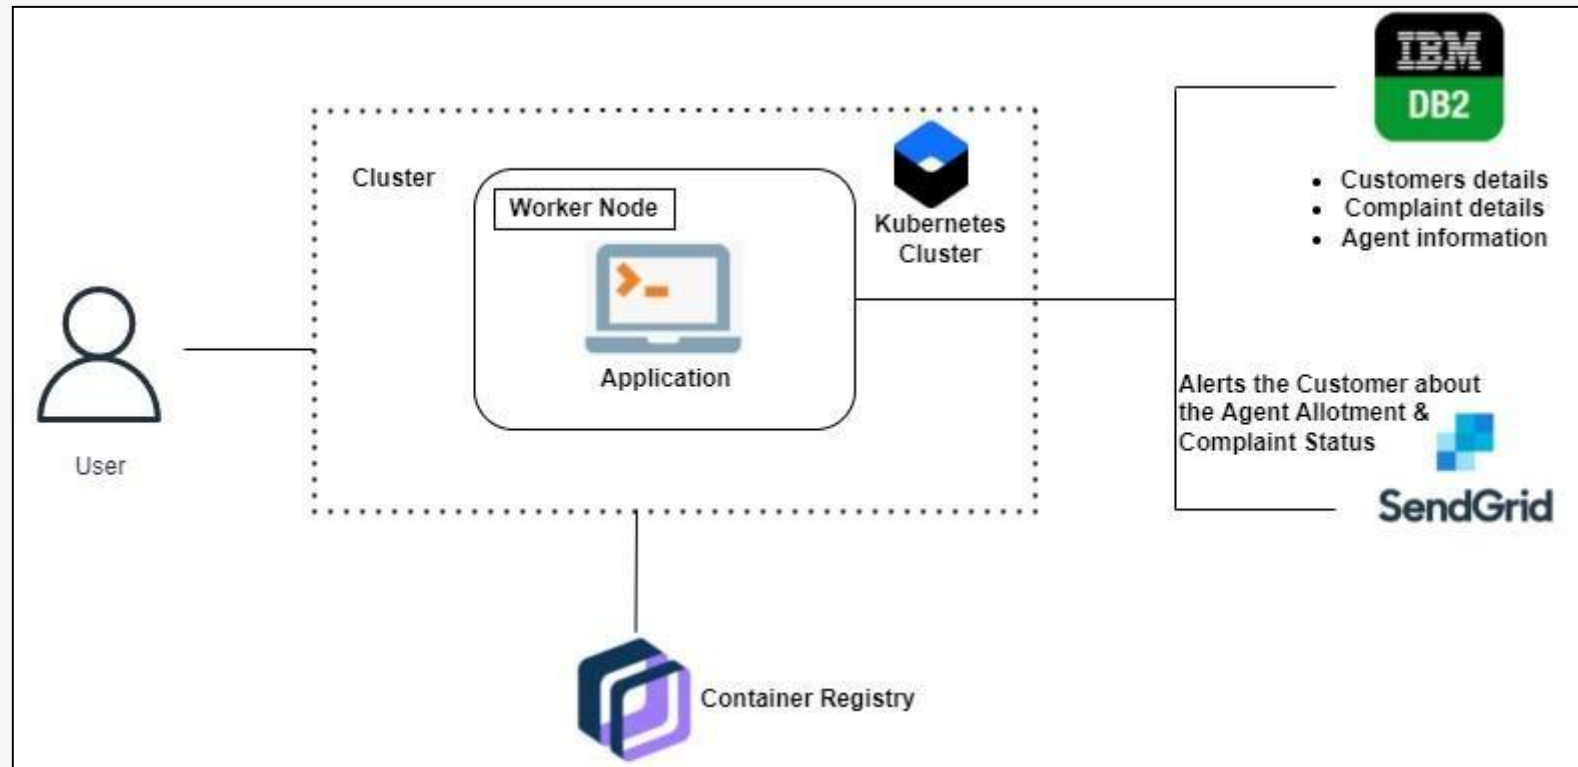 IBM
DB2
Cluster
Worker Node
Kubernetes
Cluster
• Customers details
• Complaint details
• Agent information
Application
User
Alerts the Customer about
the Agent Allotment &
Complaint Status
SendGrid
Container Registry